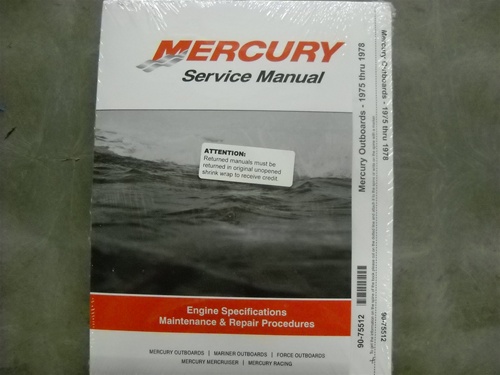 MERCURY
Service Manual
ATTENTION:
Returned manuals must be
returned in original unopened
shrink wrap to receive credit
Engine Specifications
Maintenance & Repair Procedures
MERCURY OUTBOARDS | MARINER OUTBOARDS | FORCE OUTBOARDS
MERCURY MERCRUISER | MERCURY RACING
Mercury Outboards - 1975 thru 1978
90-75512
Mercury Outboards - 1975 thru 1978
90-75512